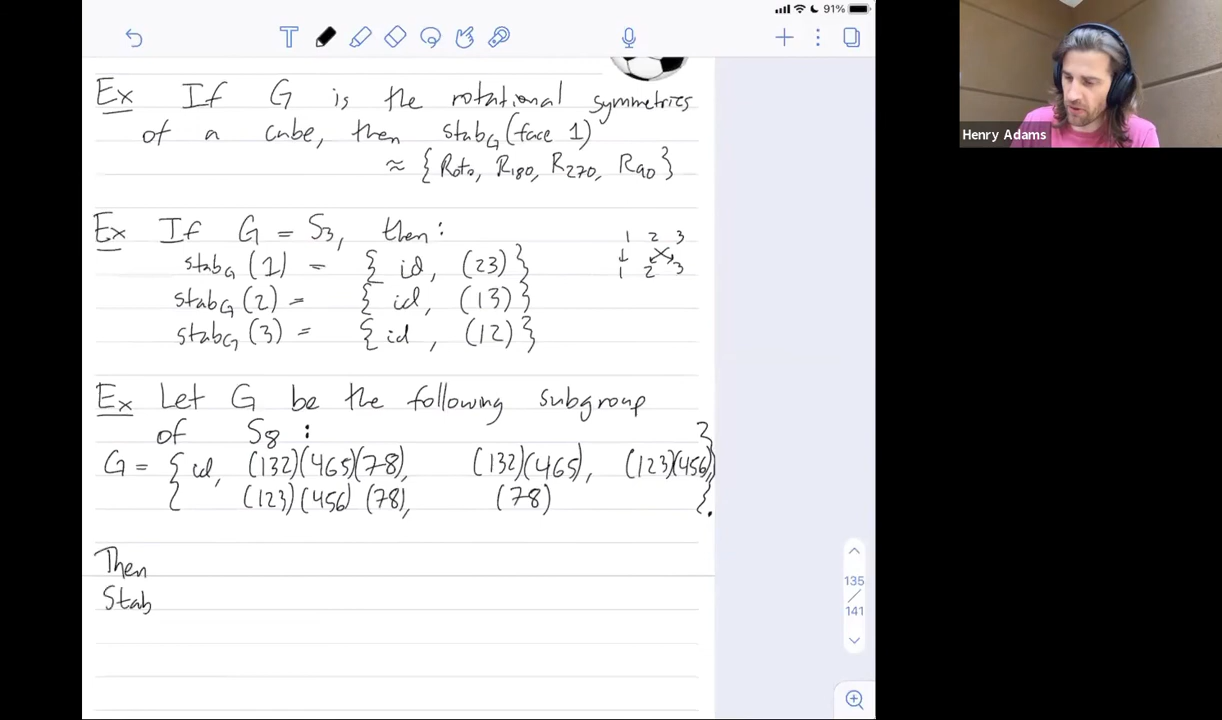 91%
Ex If G is the rotational symmetries
of a cube, then stab_G(face 1)
≈ {Rot0, R180, R270, R90}
Ex If G = S3, then:
1 2 3
stab_G (1) = { id, (23)}
1 2 3
stab_G (2) = { id, (13)}
stab_G (3) = { id, (12)}
Ex Let G be the following subgroup
of S8 :
G = { id, (132)(465)(78), (132)(465), (123)(456),
(123)(456)(78), (78) }.
Then
Stab
135
/
141
Henry Adams